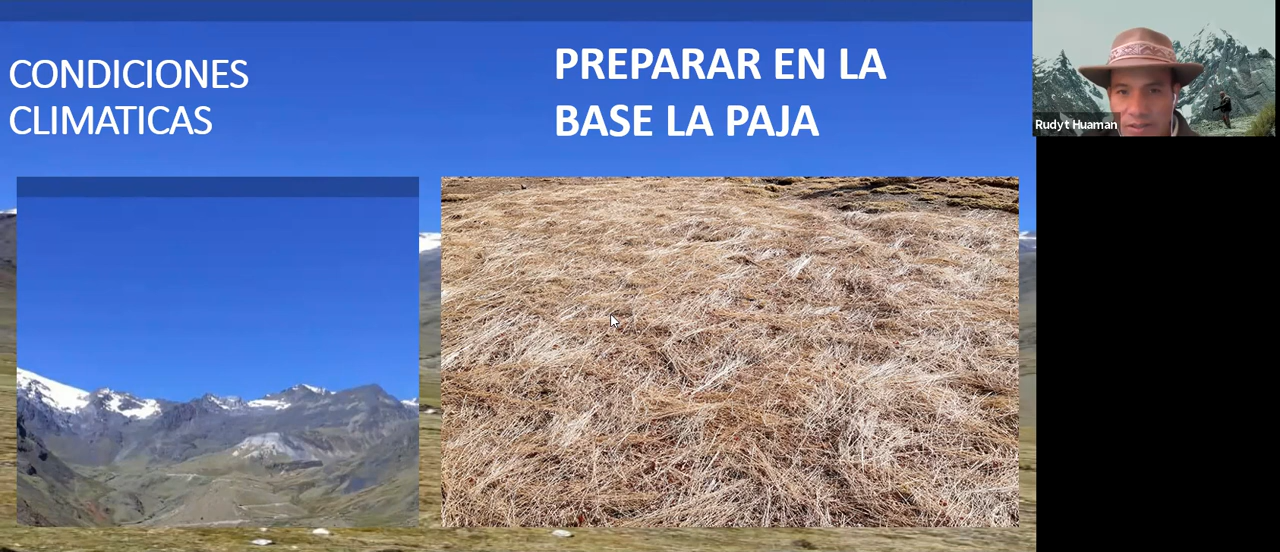 CONDICIONES
CLIMATICAS
PREPARAR EN LA
BASE LA PAJA
Rudyt Huaman